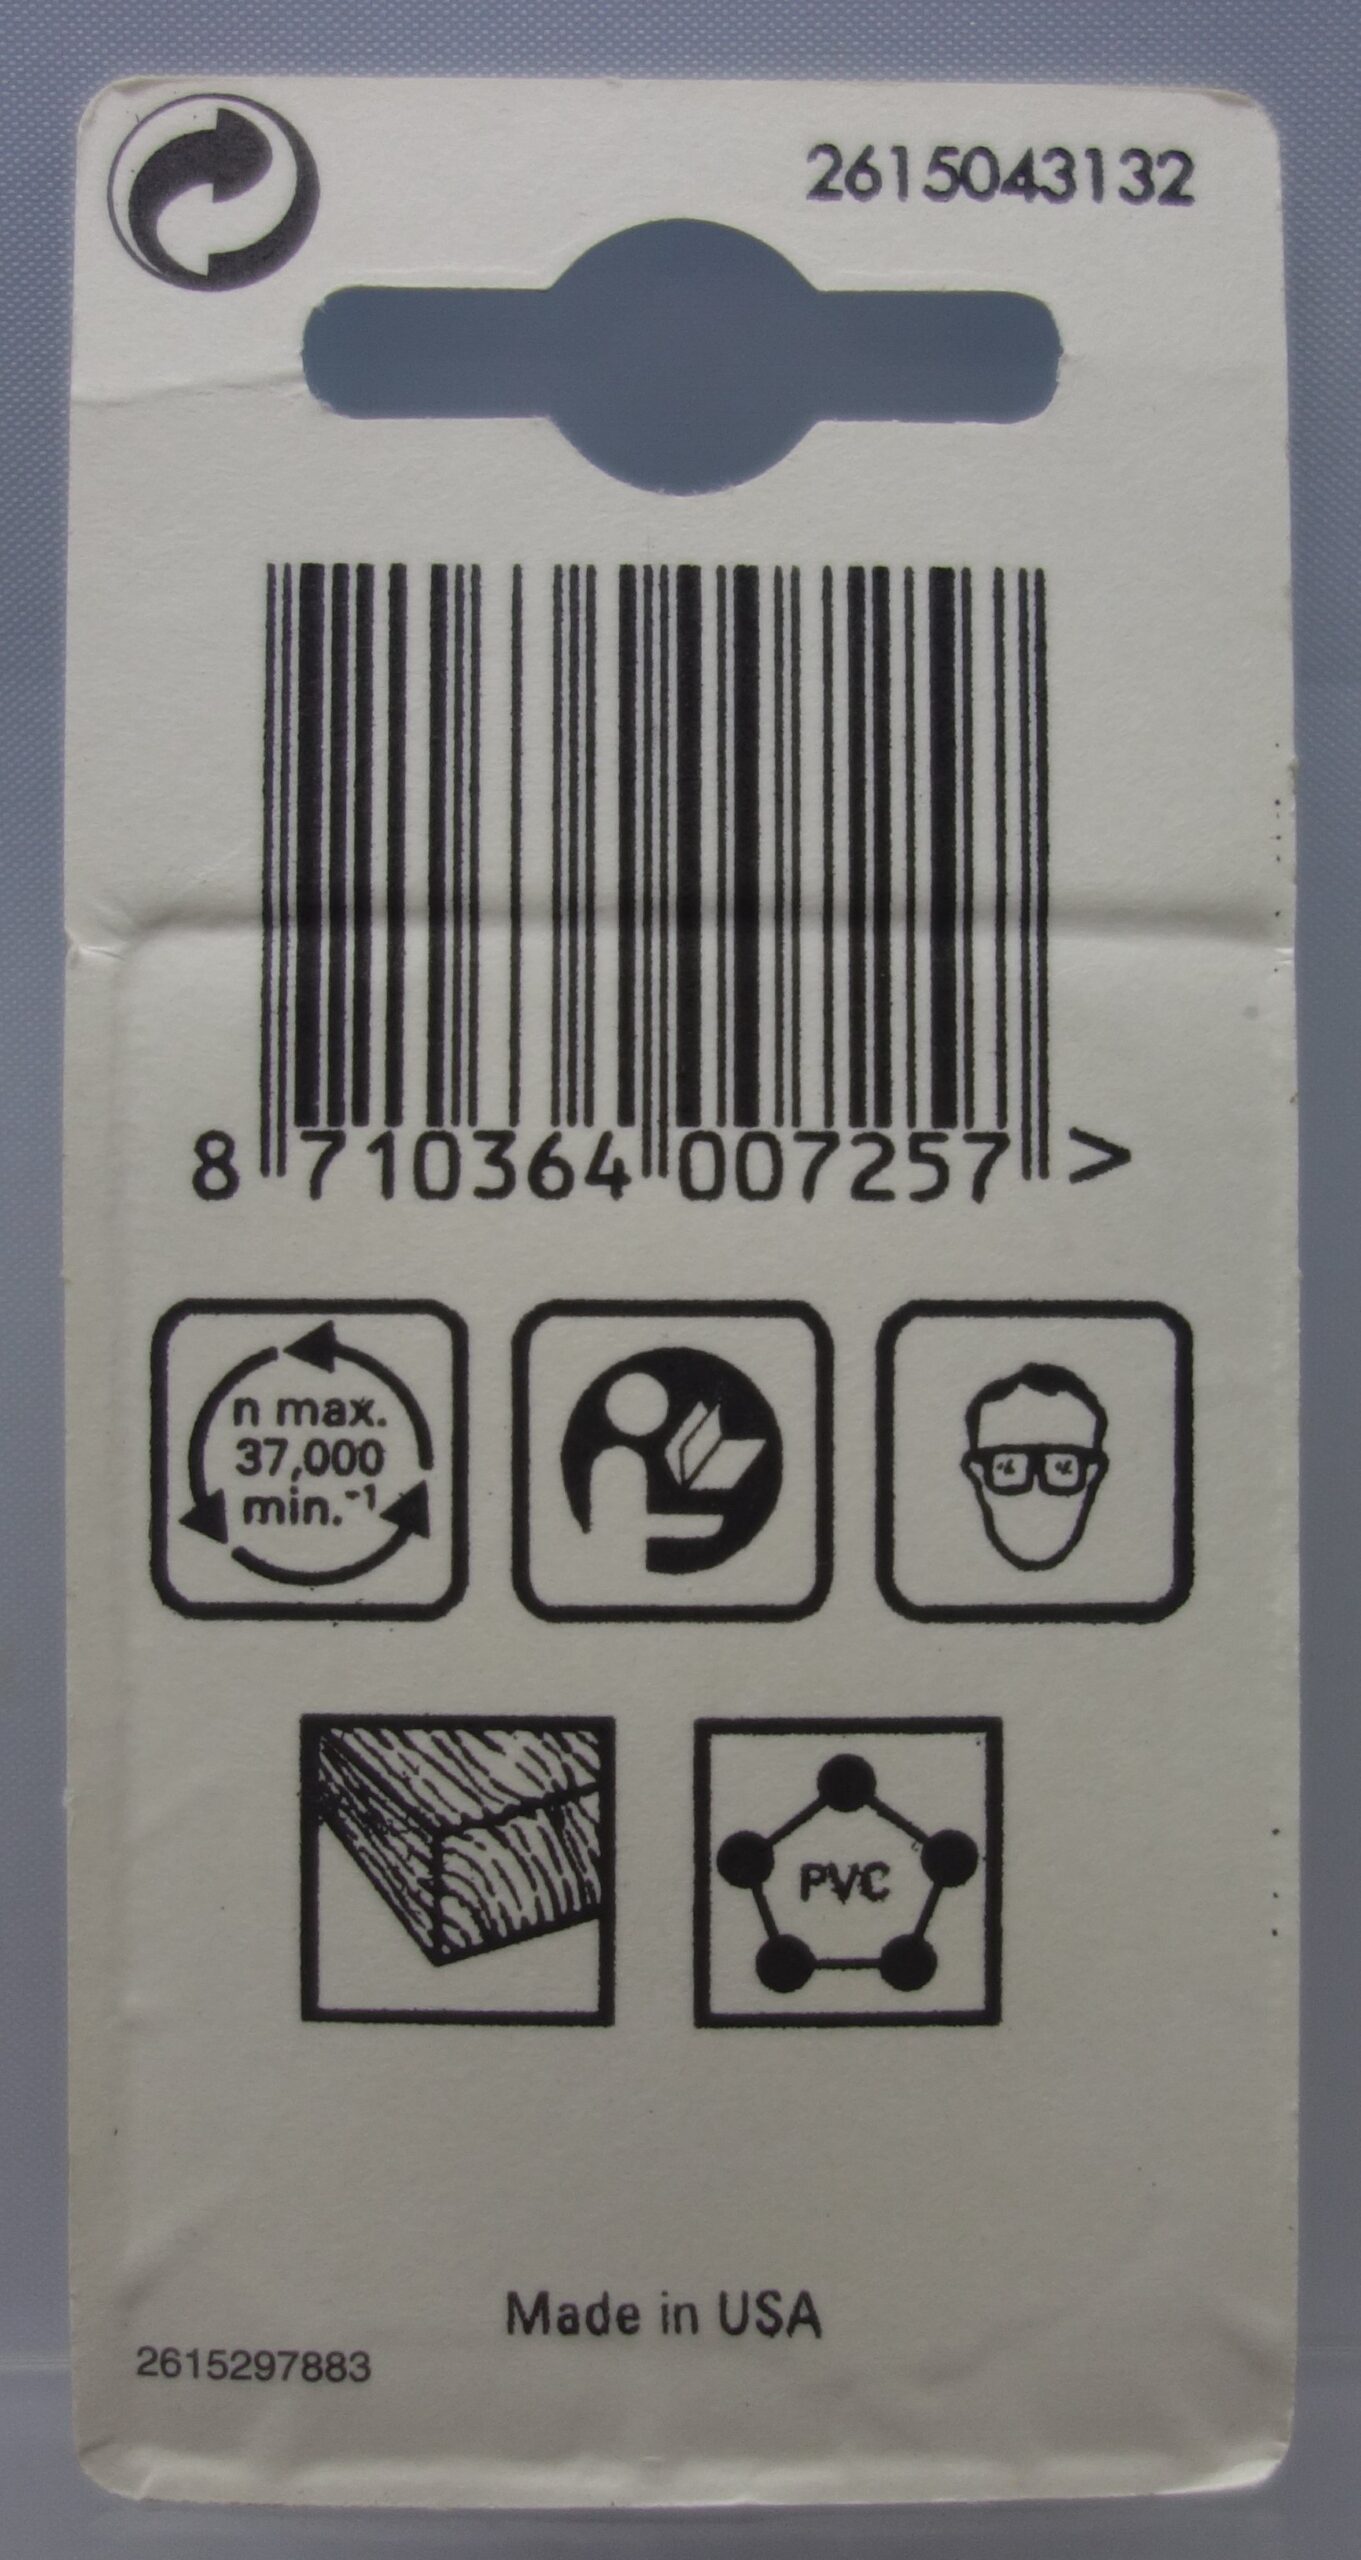 2615043132
8 710364 007257 >
n max.
37,000
min.⁻¹
PVC
Made in USA
2615297883